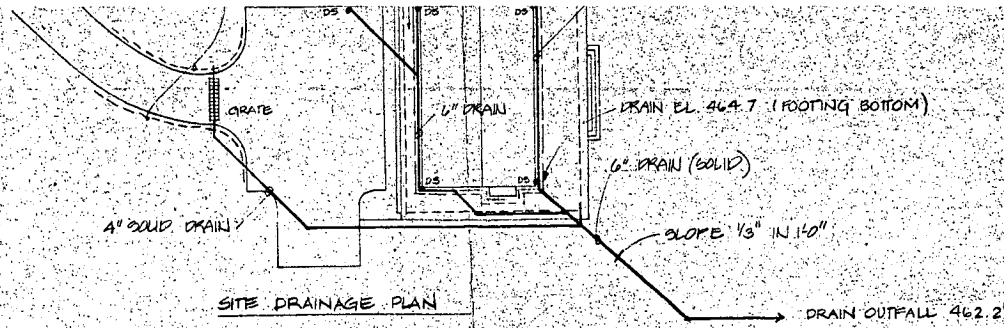 DS
DS
DS
GRATE
6" DRAIN
DRAIN EL. 464.7 (FOOTING BOTTOM)
DS
DS
6" DRAIN (SOLID)
4" SOLID DRAIN
SLOPE 1/3" IN 1'-0"
SITE DRAINAGE PLAN
DRAIN OUTFALL 462.2